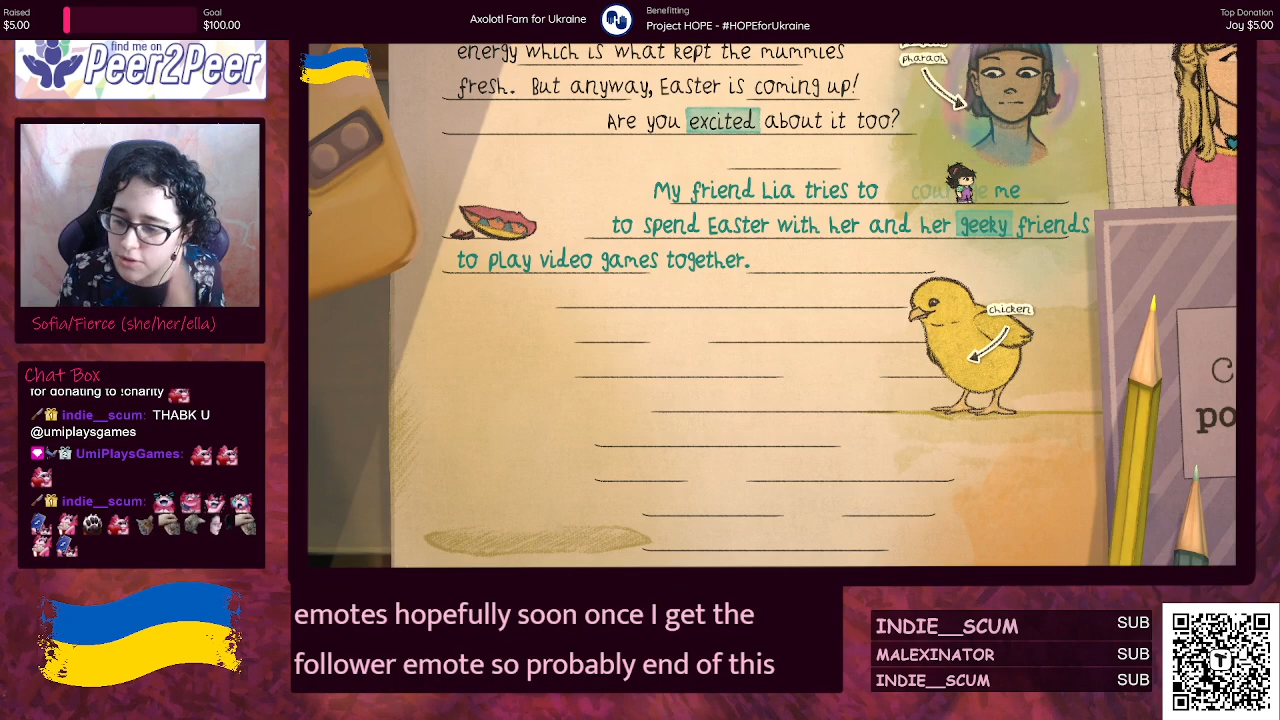 Raised
$5.00
Goal
$100.00
Axolotl Fam for Ukraine
Benefitting
Project HOPE - #HOPEforUkraine
Top Donation
Joy $5.00
find me on
Peer2Peer
Sofia/Fierce (she/her/ella)
Chat Box
for donating to !charity
indie__scum: THABK U
@umiplaysgames
UmiPlaysGames:
indie__scum:
energy which is what kept the mummies
fresh. But anyway, Easter is coming up!
Are you excited about it too?
pharaoh
My friend Lia tries to me
to spend Easter with her and her geeky friends
to play video games together.
chicken
C
po
emotes hopefully soon once I get the
follower emote so probably end of this
INDIE__SCUM SUB
MALEXINATOR SUB
INDIE__SCUM SUB